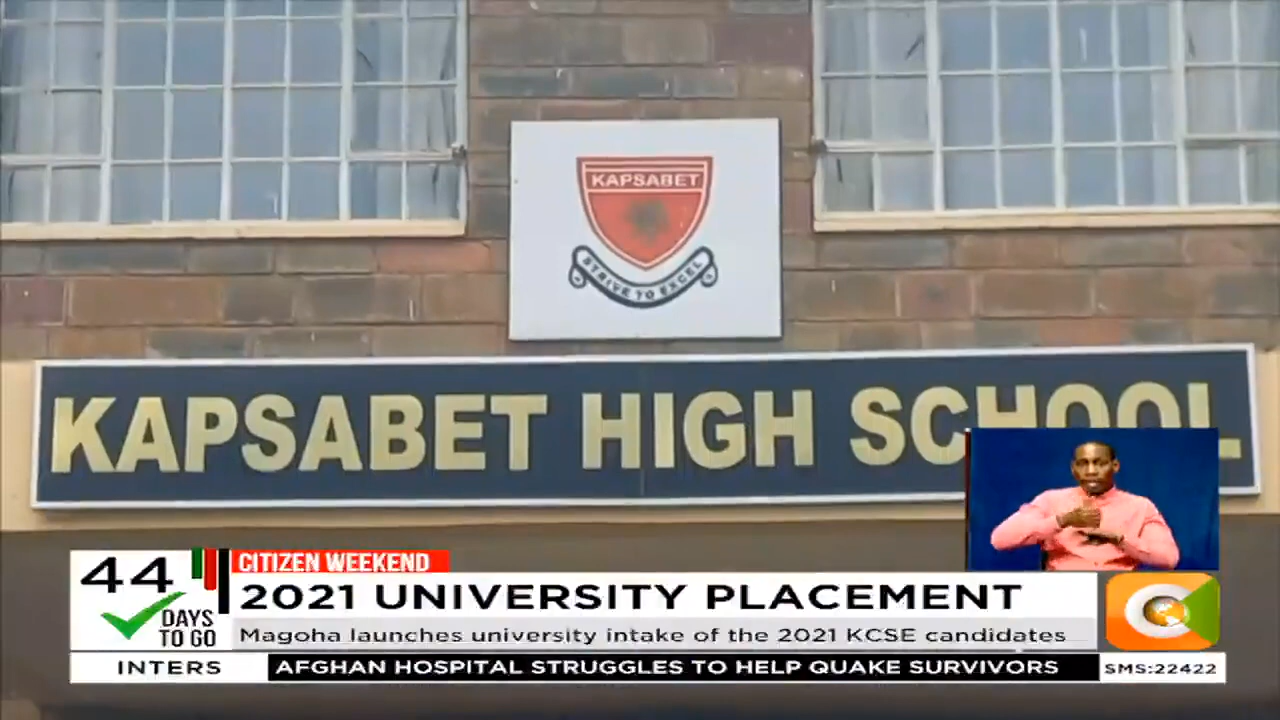 KAPSABET
STRIVE TO EXCEL
KAPSABET HIGH SCHOOL
44
DAYS
TO GO
CITIZEN WEEKEND
2021 UNIVERSITY PLACEMENT
Magoha launches university intake of the 2021 KCSE candidates
INTERS
AFGHAN HOSPITAL STRUGGLES TO HELP QUAKE SURVIVORS
SMS:22422